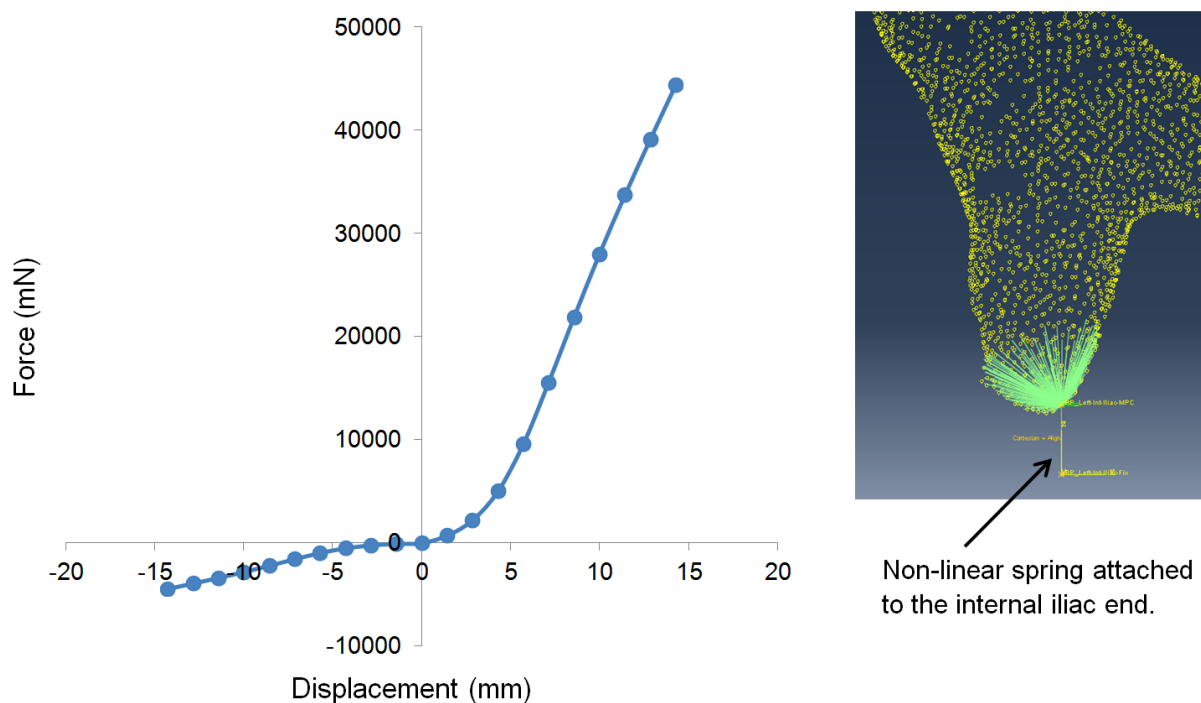 50000
40000
30000
20000
10000
0
-10000
-20
-15
-10
-5
0
5
10
15
20
Force (mN)
Displacement (mm)
RP_Left-Int-Iliac-MPC
Cartesian + Align
Non-linear spring attached
to the internal iliac end.